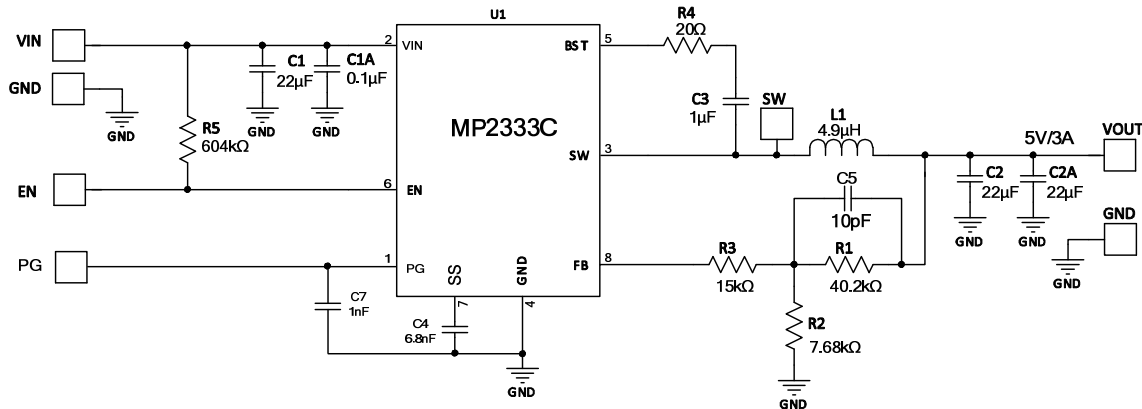 U1
VIN
GND
GND
R5
604kΩ
C1
22µF
GND
C1A
0.1µF
GND
EN
PG
C7
1nF
C4
6.8nF
2
VIN
6
EN
1
PG
MP2333C
BST
5
SW
3
FB
8
SS
7
GND
4
GND
R4
20Ω
C3
1µF
SW
L1
4.9µH
5V/3A
VOUT
C2
22µF
GND
C2A
22µF
GND
GND
GND
C5
10pF
R3
15kΩ
R1
40.2kΩ
R2
7.68kΩ
GND